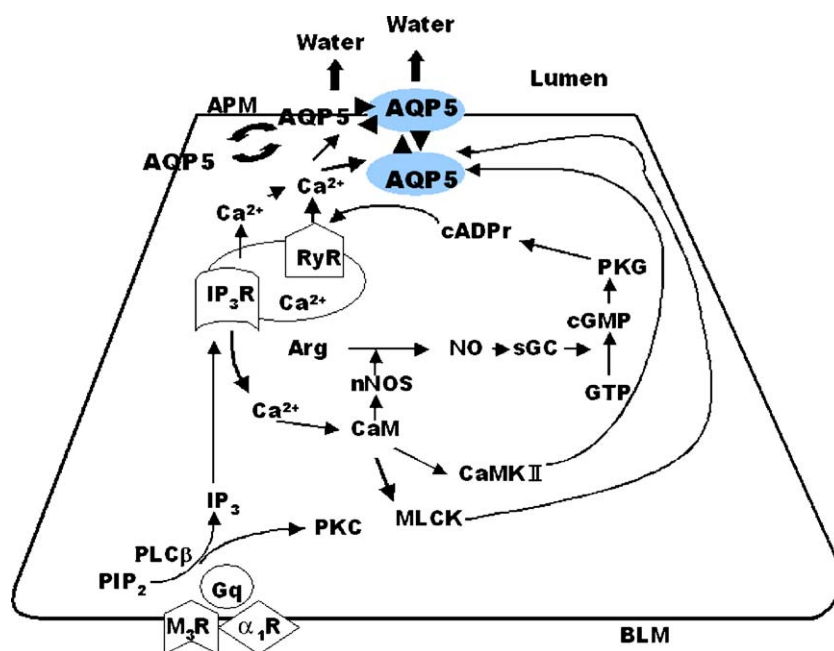 Water
Water
Lumen
APM
AQP5
AQP5
AQP5
AQP5
Ca²⁺
Ca²⁺
cADPr
RyR
PKG
IP₃R
Ca²⁺
cGMP
Arg
NO
sGC
nNOS
GTP
Ca²⁺
CaM
CaMKⅡ
IP₃
MLCK
PKC
PLCβ
PIP₂
Gq
M₃R
α₁R
BLM